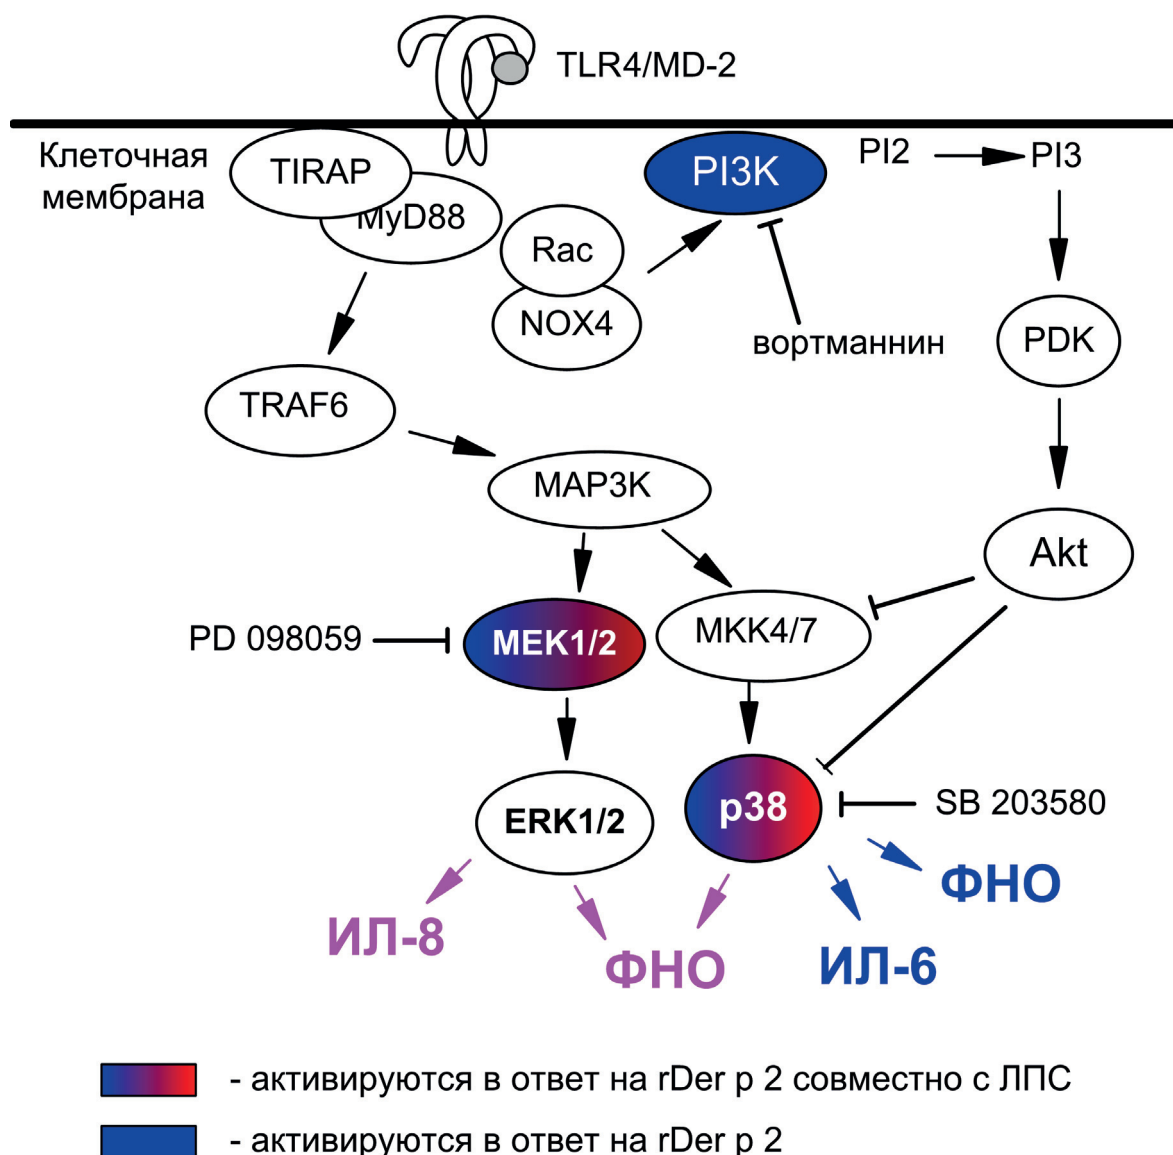 TLR4/MD-2
Клеточная
мембрана
TIRAP
MyD88
Rac
NOX4
PI3K
PI2
PI3
вортманнин
PDK
TRAF6
MAP3K
Akt
PD 098059
MEK1/2
MKK4/7
ERK1/2
p38
SB 203580
ИЛ-8
ФНО
ИЛ-6
ФНО
- активируются в ответ на rDer p 2 совместно с ЛПС
- активируются в ответ на rDer p 2